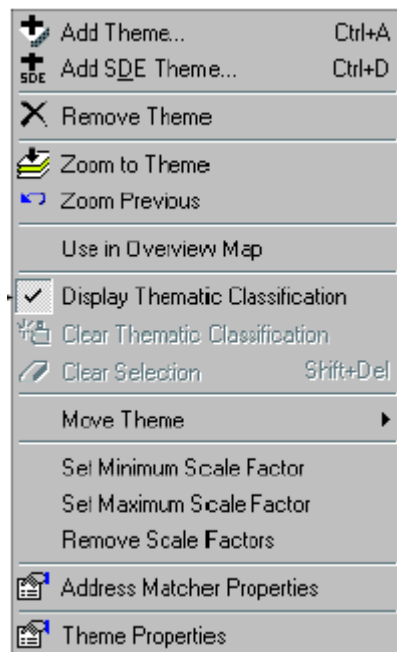 Add Theme... Ctrl+A
SDE Add SDE Theme... Ctrl+D
Remove Theme
Zoom to Theme
Zoom Previous
Use in Overview Map
Display Thematic Classification
Clear Thematic Classification
Clear Selection Shift+Del
Move Theme
Set Minimum Scale Factor
Set Maximum Scale Factor
Remove Scale Factors
Address Matcher Properties
Theme Properties